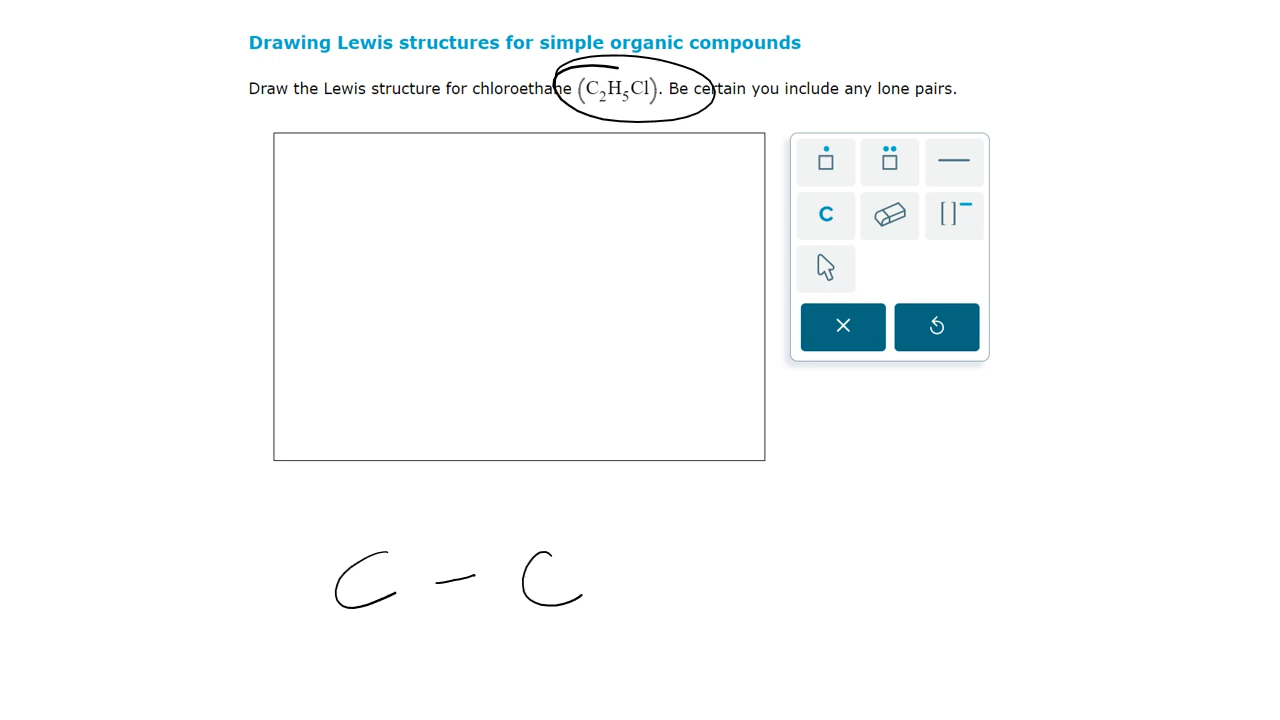 Drawing Lewis structures for simple organic compounds
Draw the Lewis structure for chloroethane (C₂H₅Cl). Be certain you include any lone pairs.
C
[ ]⁻
C – C